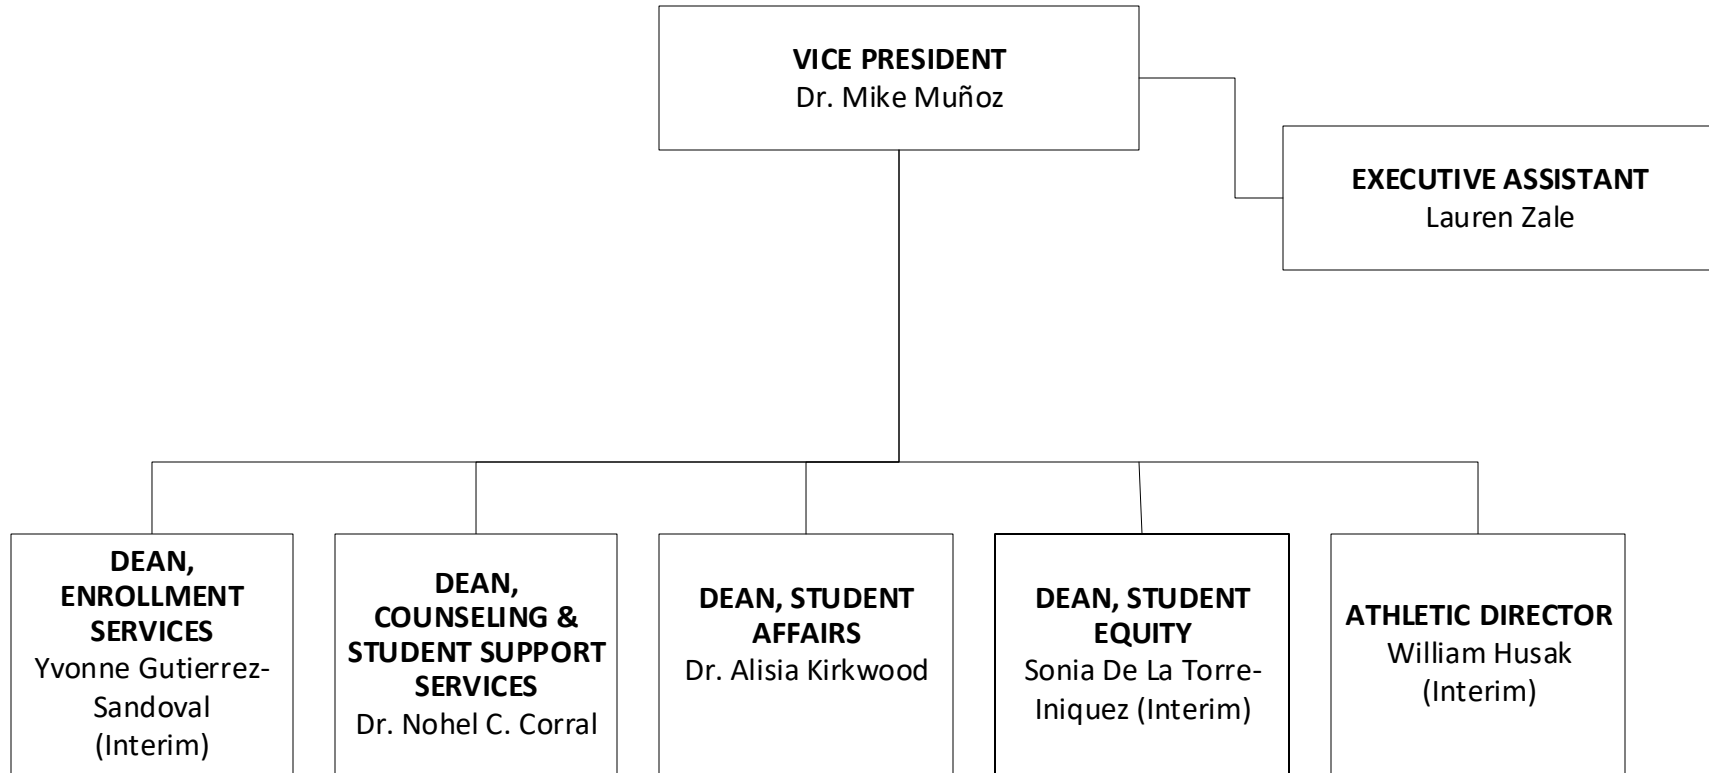 VICE PRESIDENT
Dr. Mike Muñoz
EXECUTIVE ASSISTANT
Lauren Zale
DEAN,
ENROLLMENT
SERVICES
Yvonne Gutierrez-
Sandoval
(Interim)
DEAN,
COUNSELING &
STUDENT SUPPORT
SERVICES
Dr. Nohel C. Corral
DEAN, STUDENT
AFFAIRS
Dr. Alisia Kirkwood
DEAN, STUDENT
EQUITY
Sonia De La Torre-
Iniquez (Interim)
ATHLETIC DIRECTOR
William Husak
(Interim)